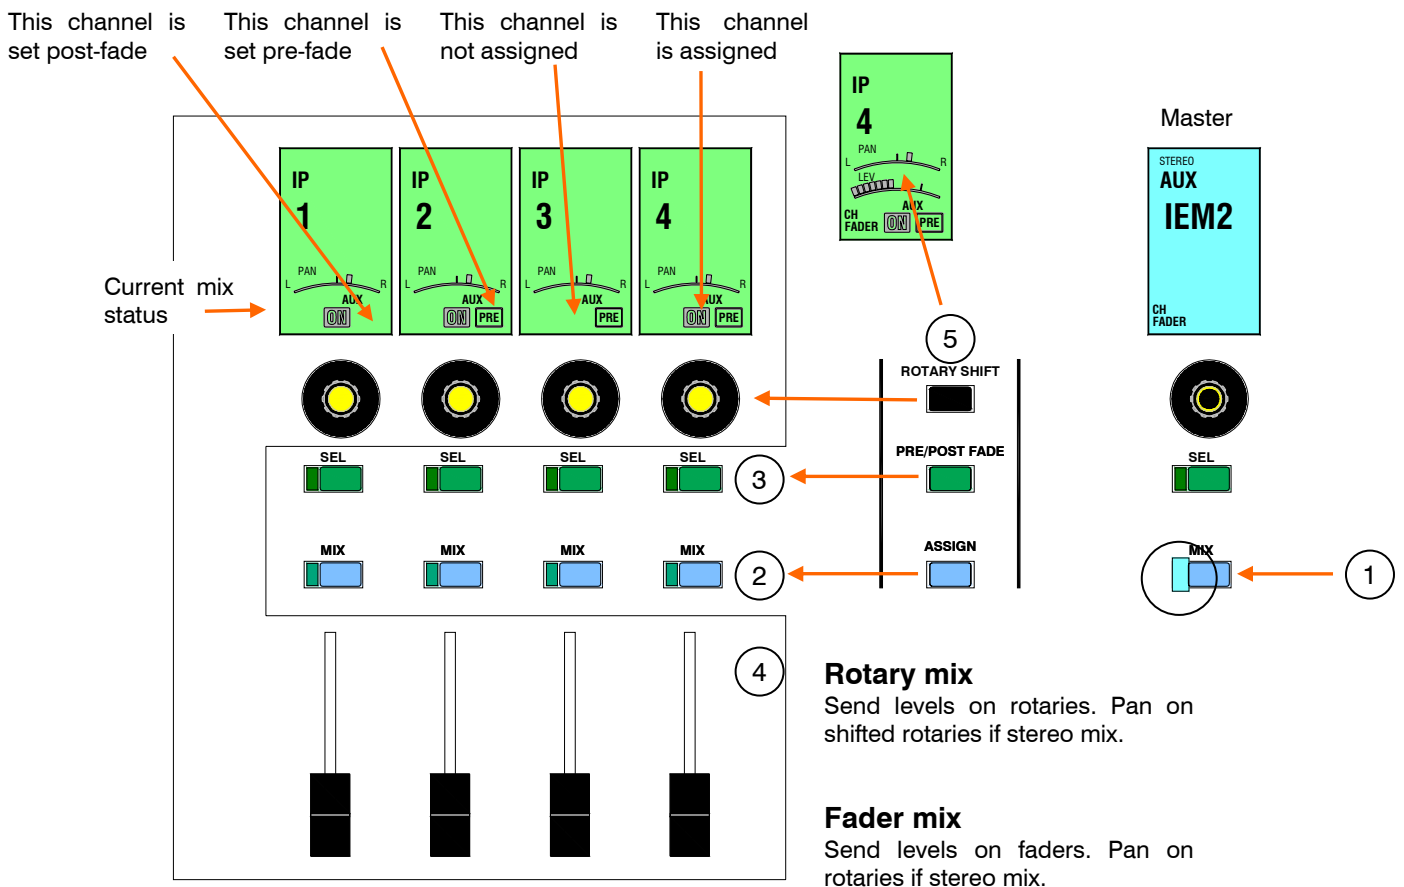 This channel is
set post-fade
This channel is
set pre-fade
This channel is
not assigned
This channel
is assigned
IP
4
PAN
L R
LEV
AUX
CH
FADER ON PRE
Master
STEREO
AUX
IEM2
CH
FADER
IP
1
PAN
L R
AUX
ON
IP
2
PAN
L R
AUX
ON PRE
IP
3
PAN
L R
AUX
PRE
IP
4
PAN
L R
AUX
ON PRE
Current mix
status
5
ROTARY SHIFT
SEL SEL SEL SEL
3
PRE/POST FADE
SEL
MIX MIX MIX MIX
2
ASSIGN
MIX
1
4
Rotary mix
Send levels on rotaries. Pan on
shifted rotaries if stereo mix.
Fader mix
Send levels on faders. Pan on
rotaries if stereo mix.